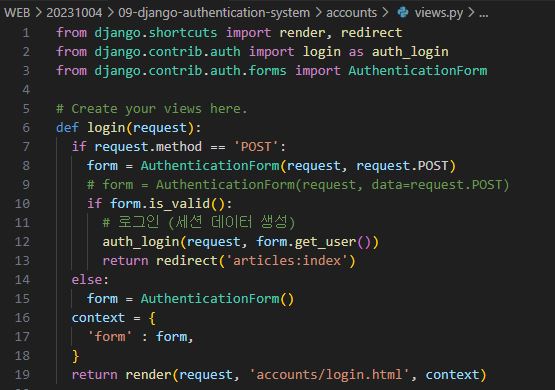 WEB > 20231004 > 09-django-authentication-system > accounts > views.py > ...
1 from django.shortcuts import render, redirect
2 from django.contrib.auth import login as auth_login
3 from django.contrib.auth.forms import AuthenticationForm
4
5 # Create your views here.
6 def login(request):
7   if request.method == 'POST':
8     form = AuthenticationForm(request, request.POST)
9     # form = AuthenticationForm(request, data=request.POST)
10     if form.is_valid():
11       # 로그인 (세션 데이터 생성)
12       auth_login(request, form.get_user())
13       return redirect('articles:index')
14   else:
15     form = AuthenticationForm()
16   context = {
17     'form' : form,
18   }
19   return render(request, 'accounts/login.html', context)